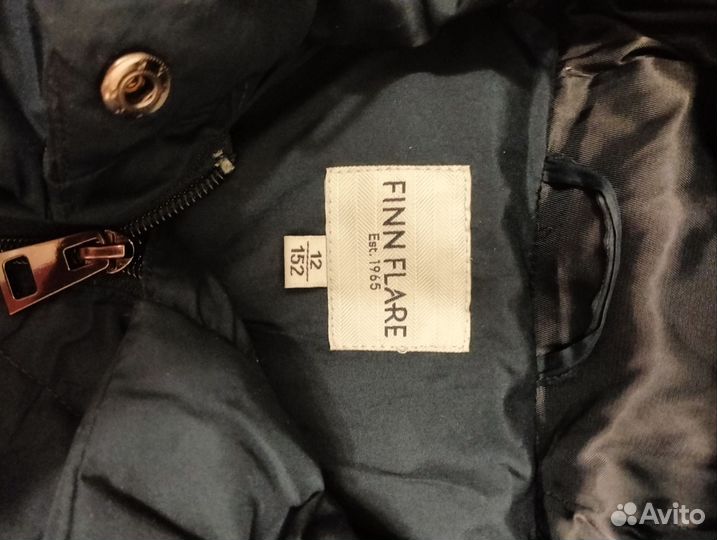 FINN FLARE
Est. 1965
12
152
Avito